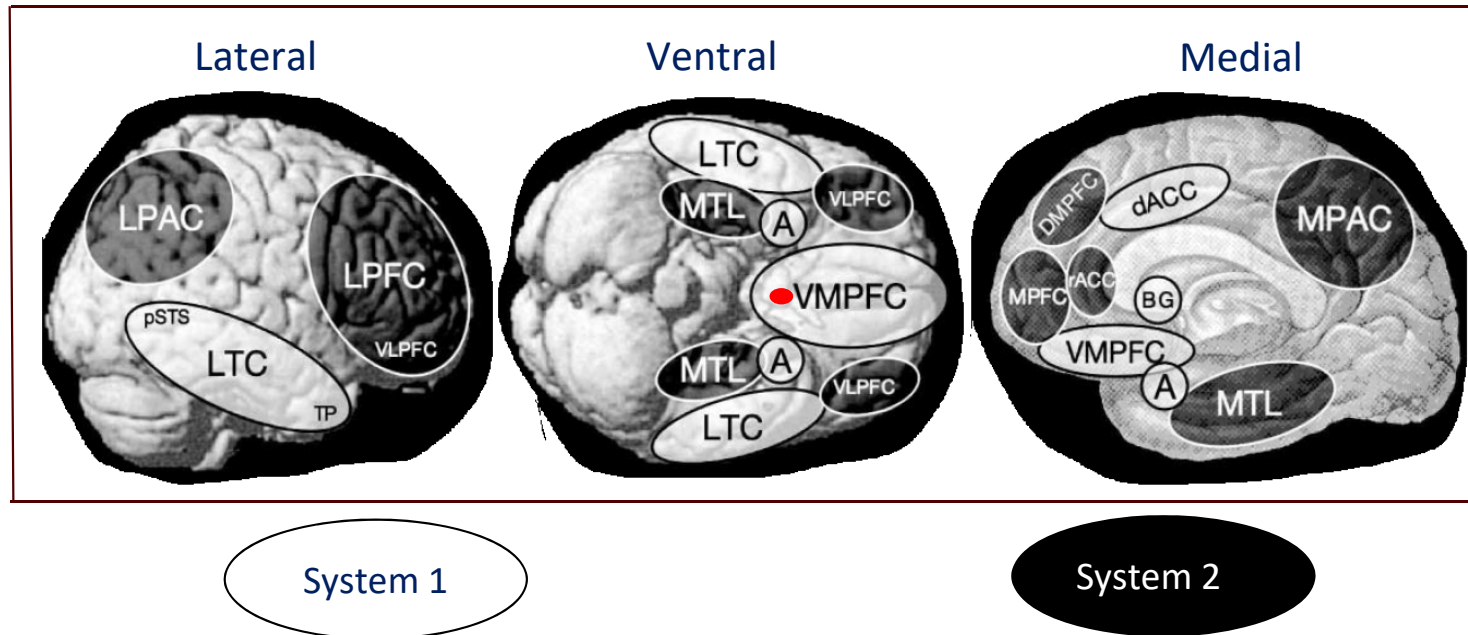 Lateral
Ventral
Medial
LPAC
LPFC
pSTS
LTC
VLPFC
TP
LTC
MTL
VLPFC
A
VMPFC
A
MTL
VLPFC
LTC
DMPFC
dACC
MPAC
MPFC
rACC
BG
VMPFC
A
MTL
System 1
System 2